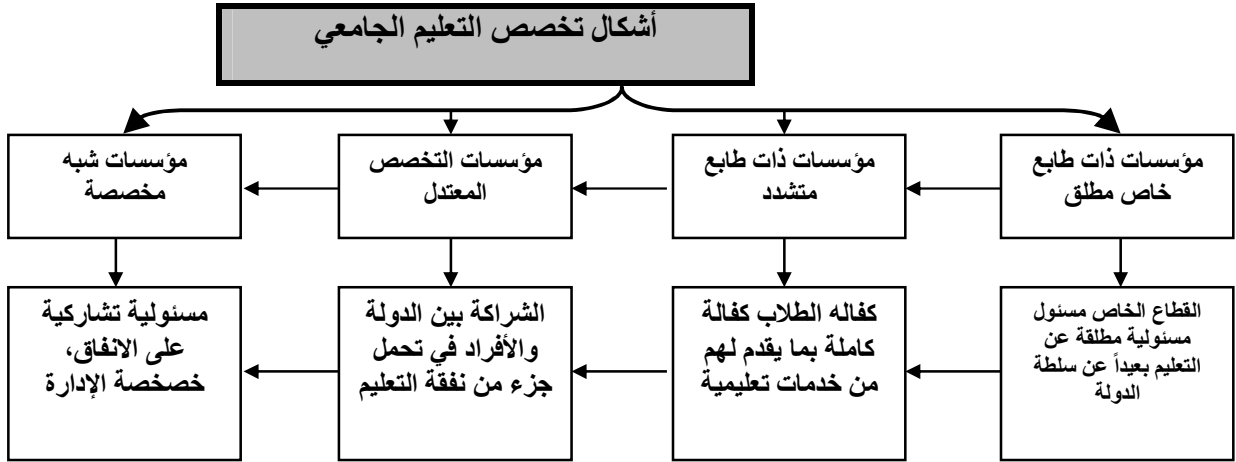 أشكال تخصص التعليم الجامعي
مؤسسات ذات طابع
خاص مطلق
مؤسسات ذات طابع
متشدد
مؤسسات التخصص
المعتدل
مؤسسات شبه
مخصصة
القطاع الخاص مسئول
مسئولية مطلقة عن
التعليم بعيداً عن سلطة
الدولة
كفاله الطلاب كفالة
كاملة بما يقدم لهم
من خدمات تعليمية
الشراكة بين الدولة
والأفراد في تحمل
جزء من نفقة التعليم
مسئولية تشاركية
على الانفاق،
خصخصة الإدارة